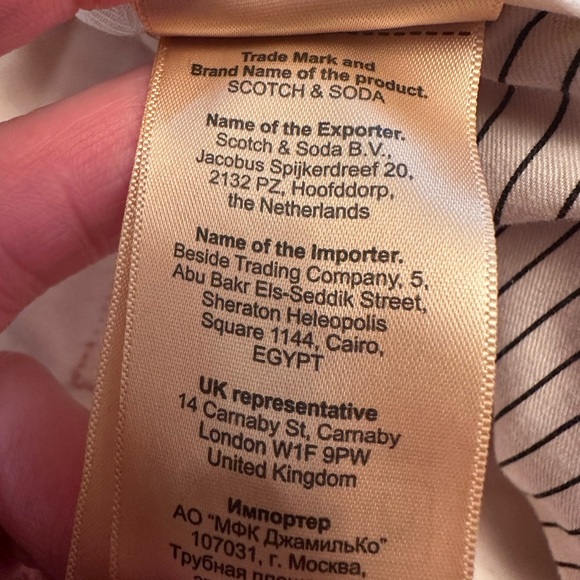 Trade Mark and
Brand Name of the product.
SCOTCH & SODA
Name of the Exporter.
Scotch & Soda B.V.,
Jacobus Spijkerdreef 20,
2132 PZ, Hoofddorp,
the Netherlands
Name of the Importer.
Beside Trading Company, 5,
Abu Bakr Els-Seddik Street,
Sheraton Heleopolis
Square 1144, Cairo,
EGYPT
UK representative
14 Carnaby St, Carnaby
London W1F 9PW
United Kingdom
Импортер
АО "МФК ДжамильКо"
107031, г. Москва,
Трубная